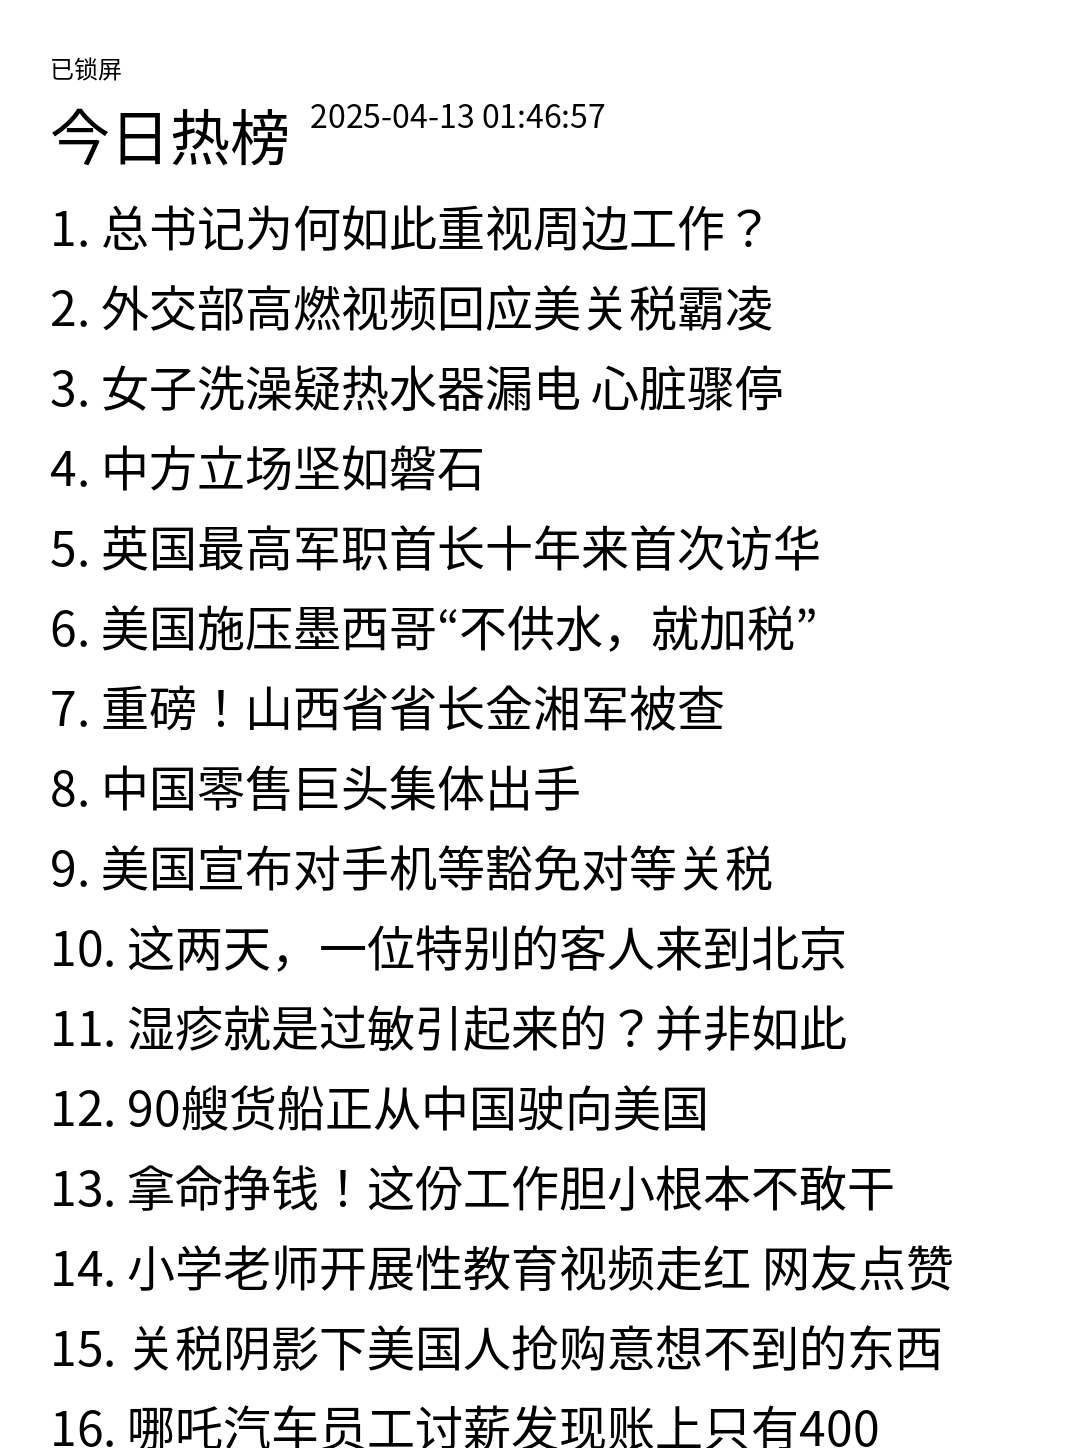 已锁屏
今日热榜 2025-04-13 01:46:57
1. 总书记为何如此重视周边工作？
2. 外交部高燃视频回应美关税霸凌
3. 女子洗澡疑热水器漏电 心脏骤停
4. 中方立场坚如磐石
5. 英国最高军职首长十年来首次访华
6. 美国施压墨西哥“不供水，就加税”
7. 重磅！山西省省长金湘军被查
8. 中国零售巨头集体出手
9. 美国宣布对手机等豁免对等关税
10. 这两天，一位特别的客人来到北京
11. 湿疹就是过敏引起来的？并非如此
12. 90艘货船正从中国驶向美国
13. 拿命挣钱！这份工作胆小根本不敢干
14. 小学老师开展性教育视频走红 网友点赞
15. 关税阴影下美国人抢购意想不到的东西
16. 哪吒汽车员工讨薪发现账上只有400